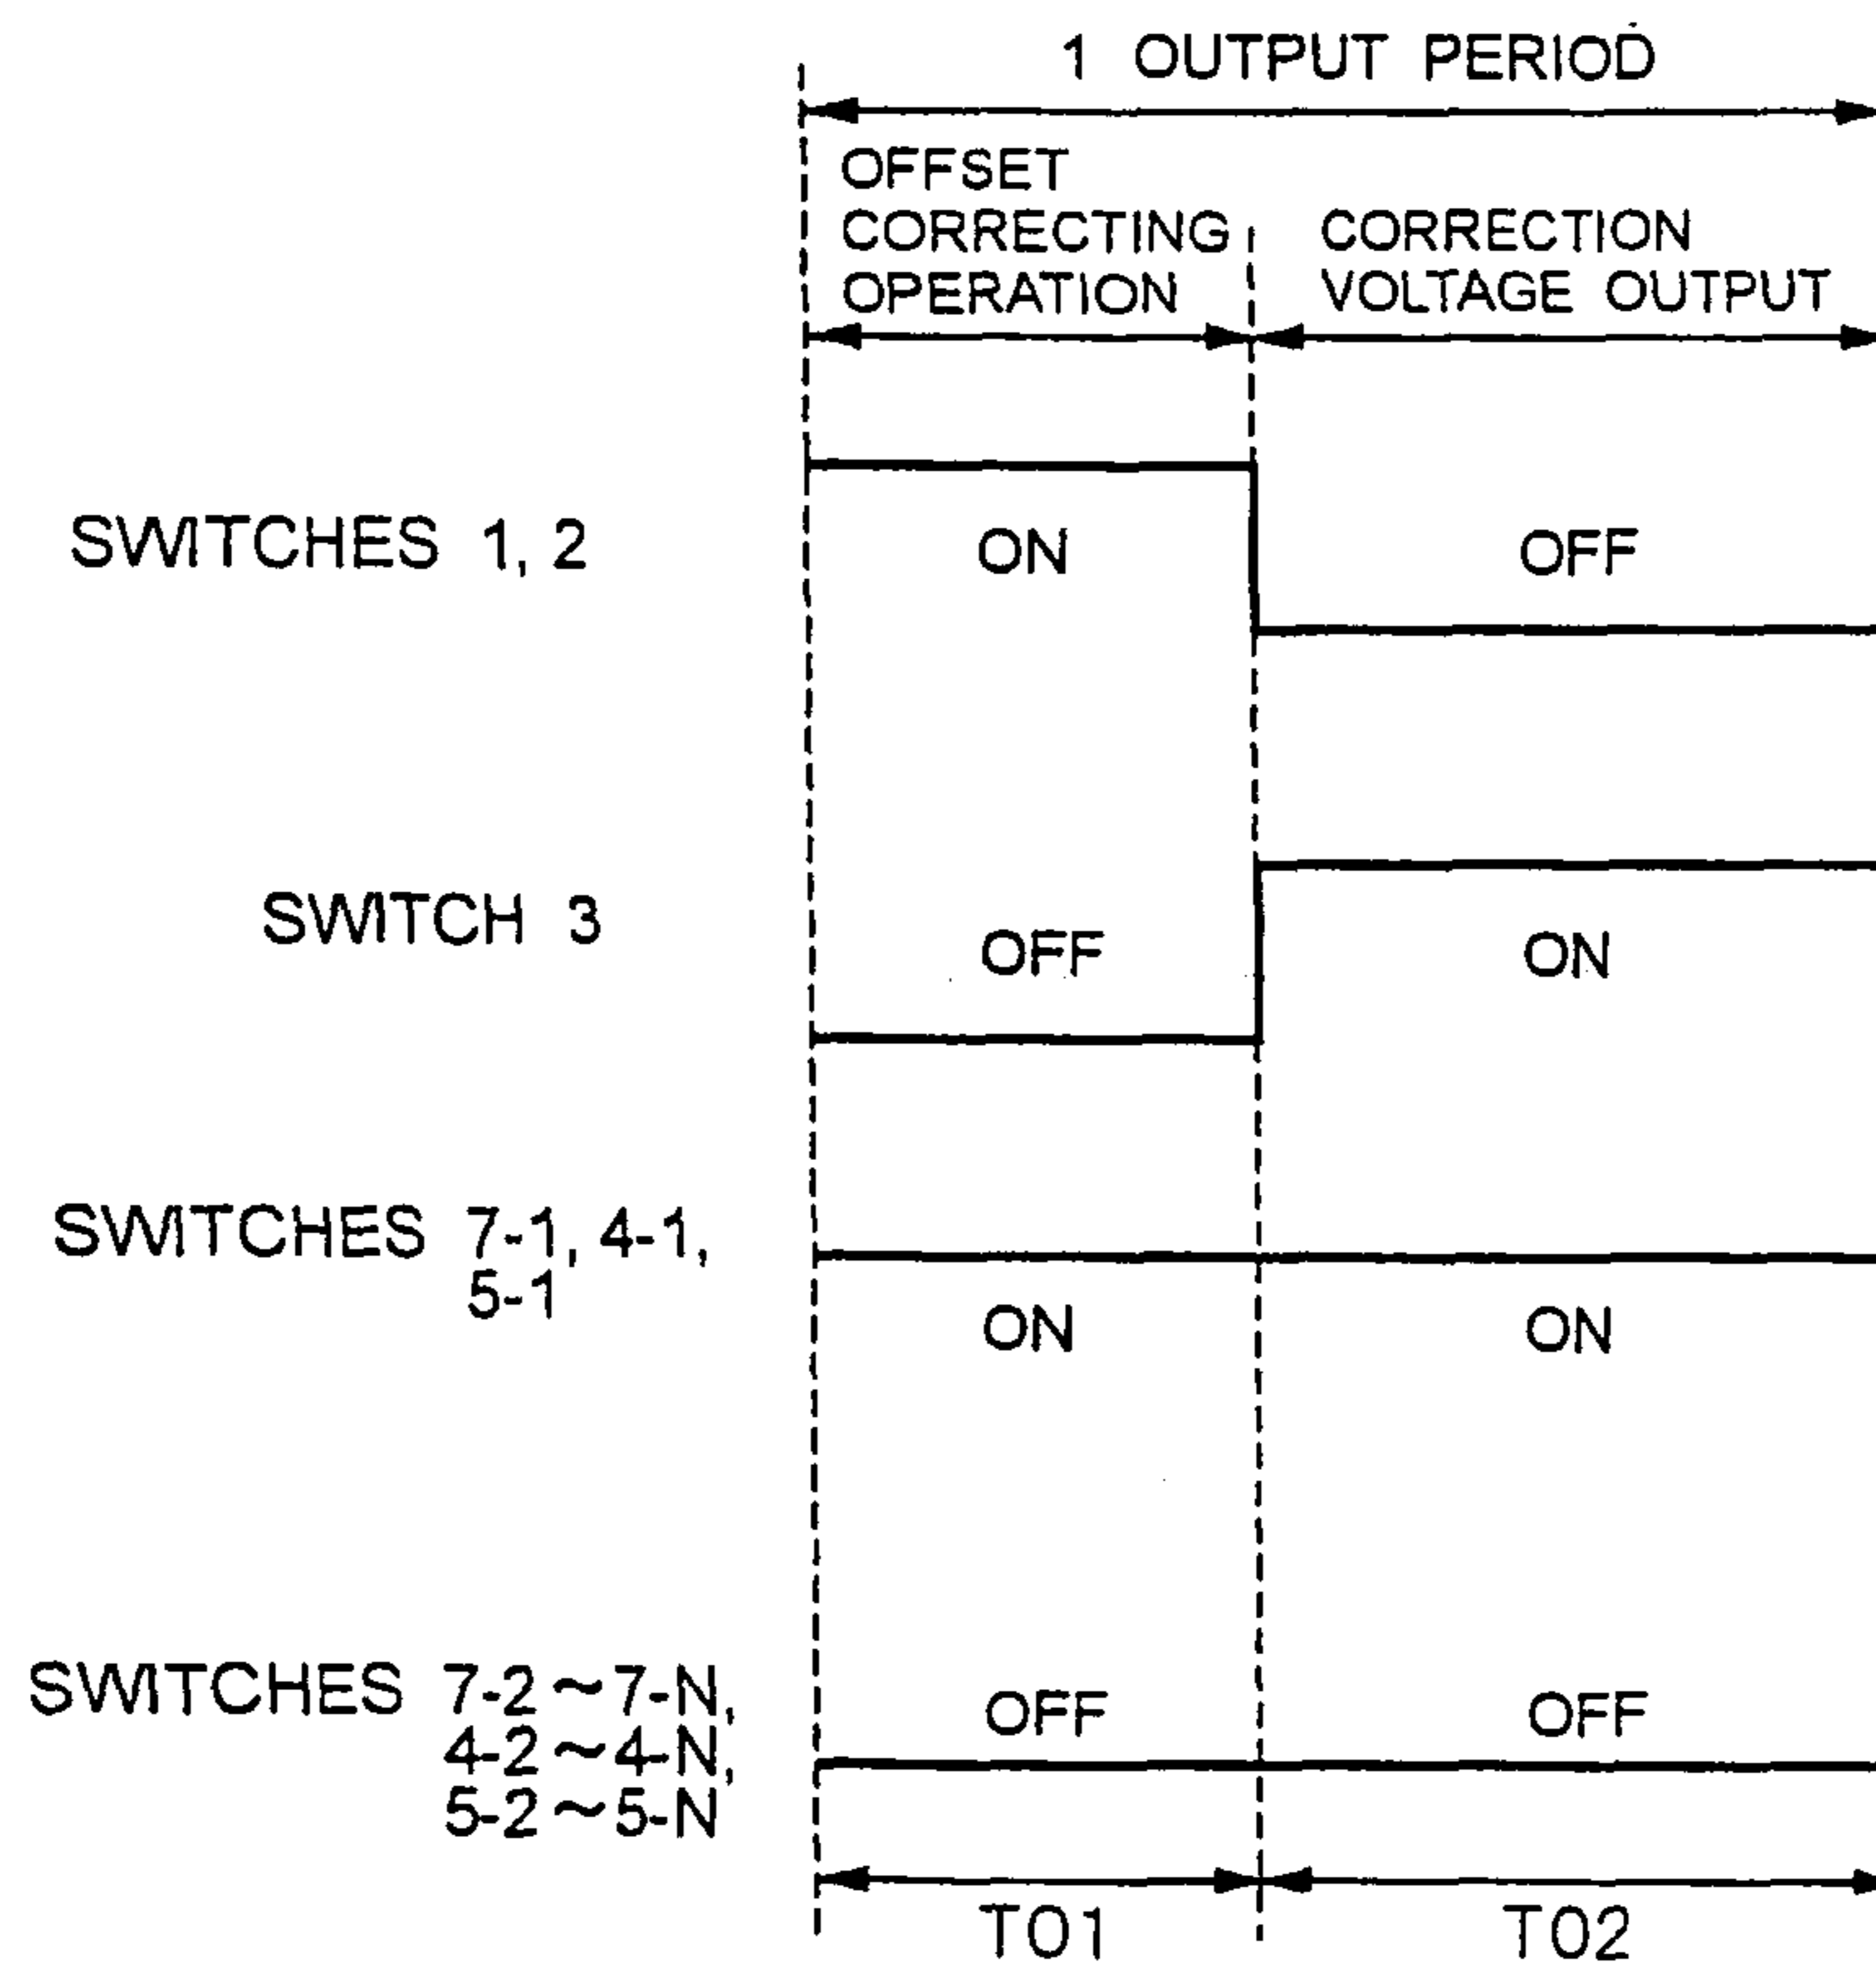 1 OUTPUT PERIOD
OFFSET
CORRECTING
OPERATION
CORRECTION
VOLTAGE OUTPUT
SWITCHES 1, 2
ON
OFF
SWITCH 3
OFF
ON
SWITCHES 7-1, 4-1,
5-1
ON
ON
SWITCHES 7-2~7-N,
4-2~4-N,
5-2~5-N
OFF
OFF
TO1
TO2